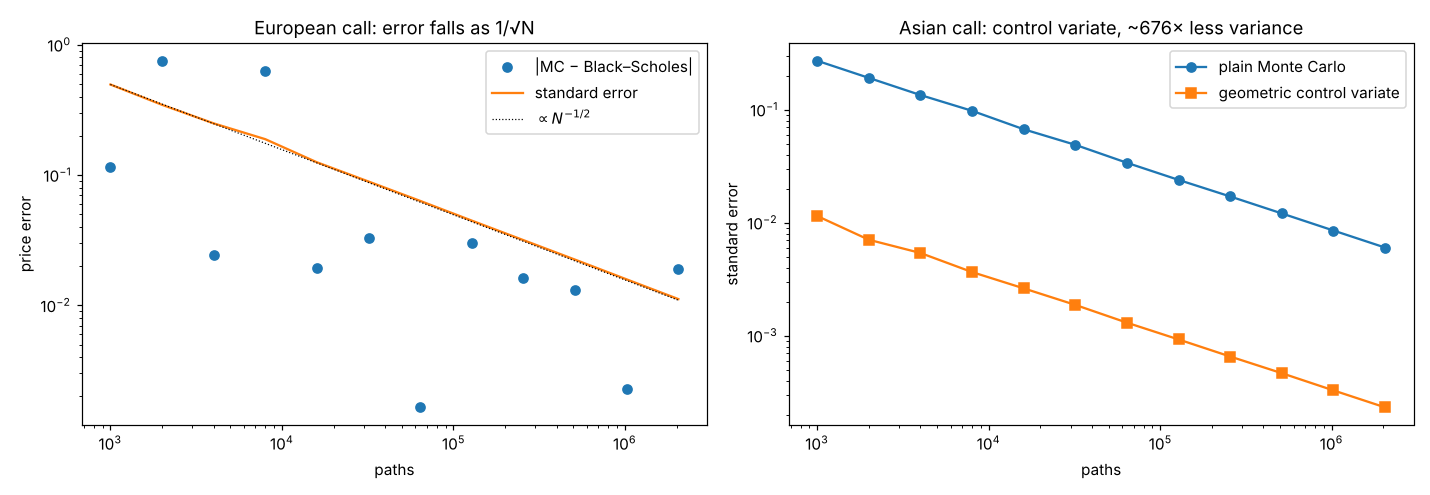 European call: error falls as 1/√N
price error
10⁰
10⁻¹
10⁻²
|MC − Black–Scholes|
standard error
∝ N⁻¹/²
10³
10⁴
10⁵
10⁶
paths
Asian call: control variate, ~676× less variance
standard error
10⁻¹
10⁻²
10⁻³
plain Monte Carlo
geometric control variate
10³
10⁴
10⁵
10⁶
paths